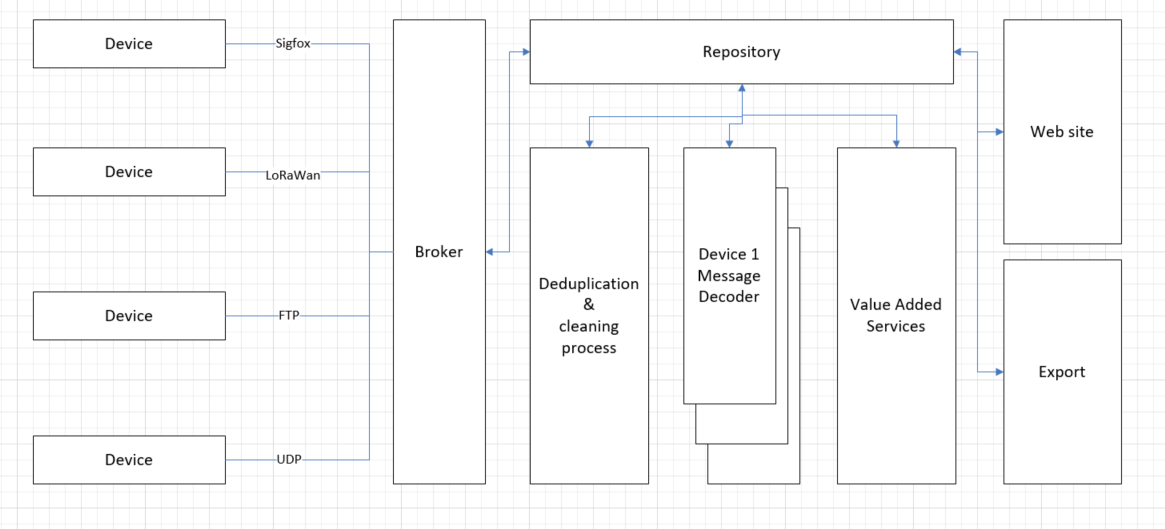 Device
Sigfox
Device
LoRaWan
Device
FTP
Device
UDP
Broker
Repository
Deduplication
&
cleaning
process
Device 1
Message
Decoder
Value Added
Services
Web site
Export